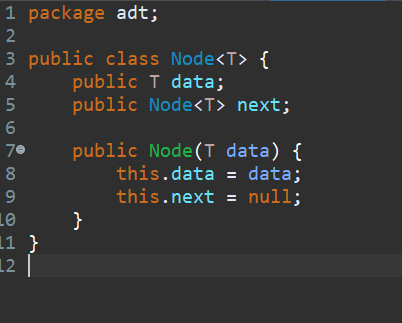 1 package adt;
2
3 public class Node<T> {
4     public T data;
5     public Node<T> next;
6
7     public Node(T data) {
8         this.data = data;
9         this.next = null;
10     }
11 }
12